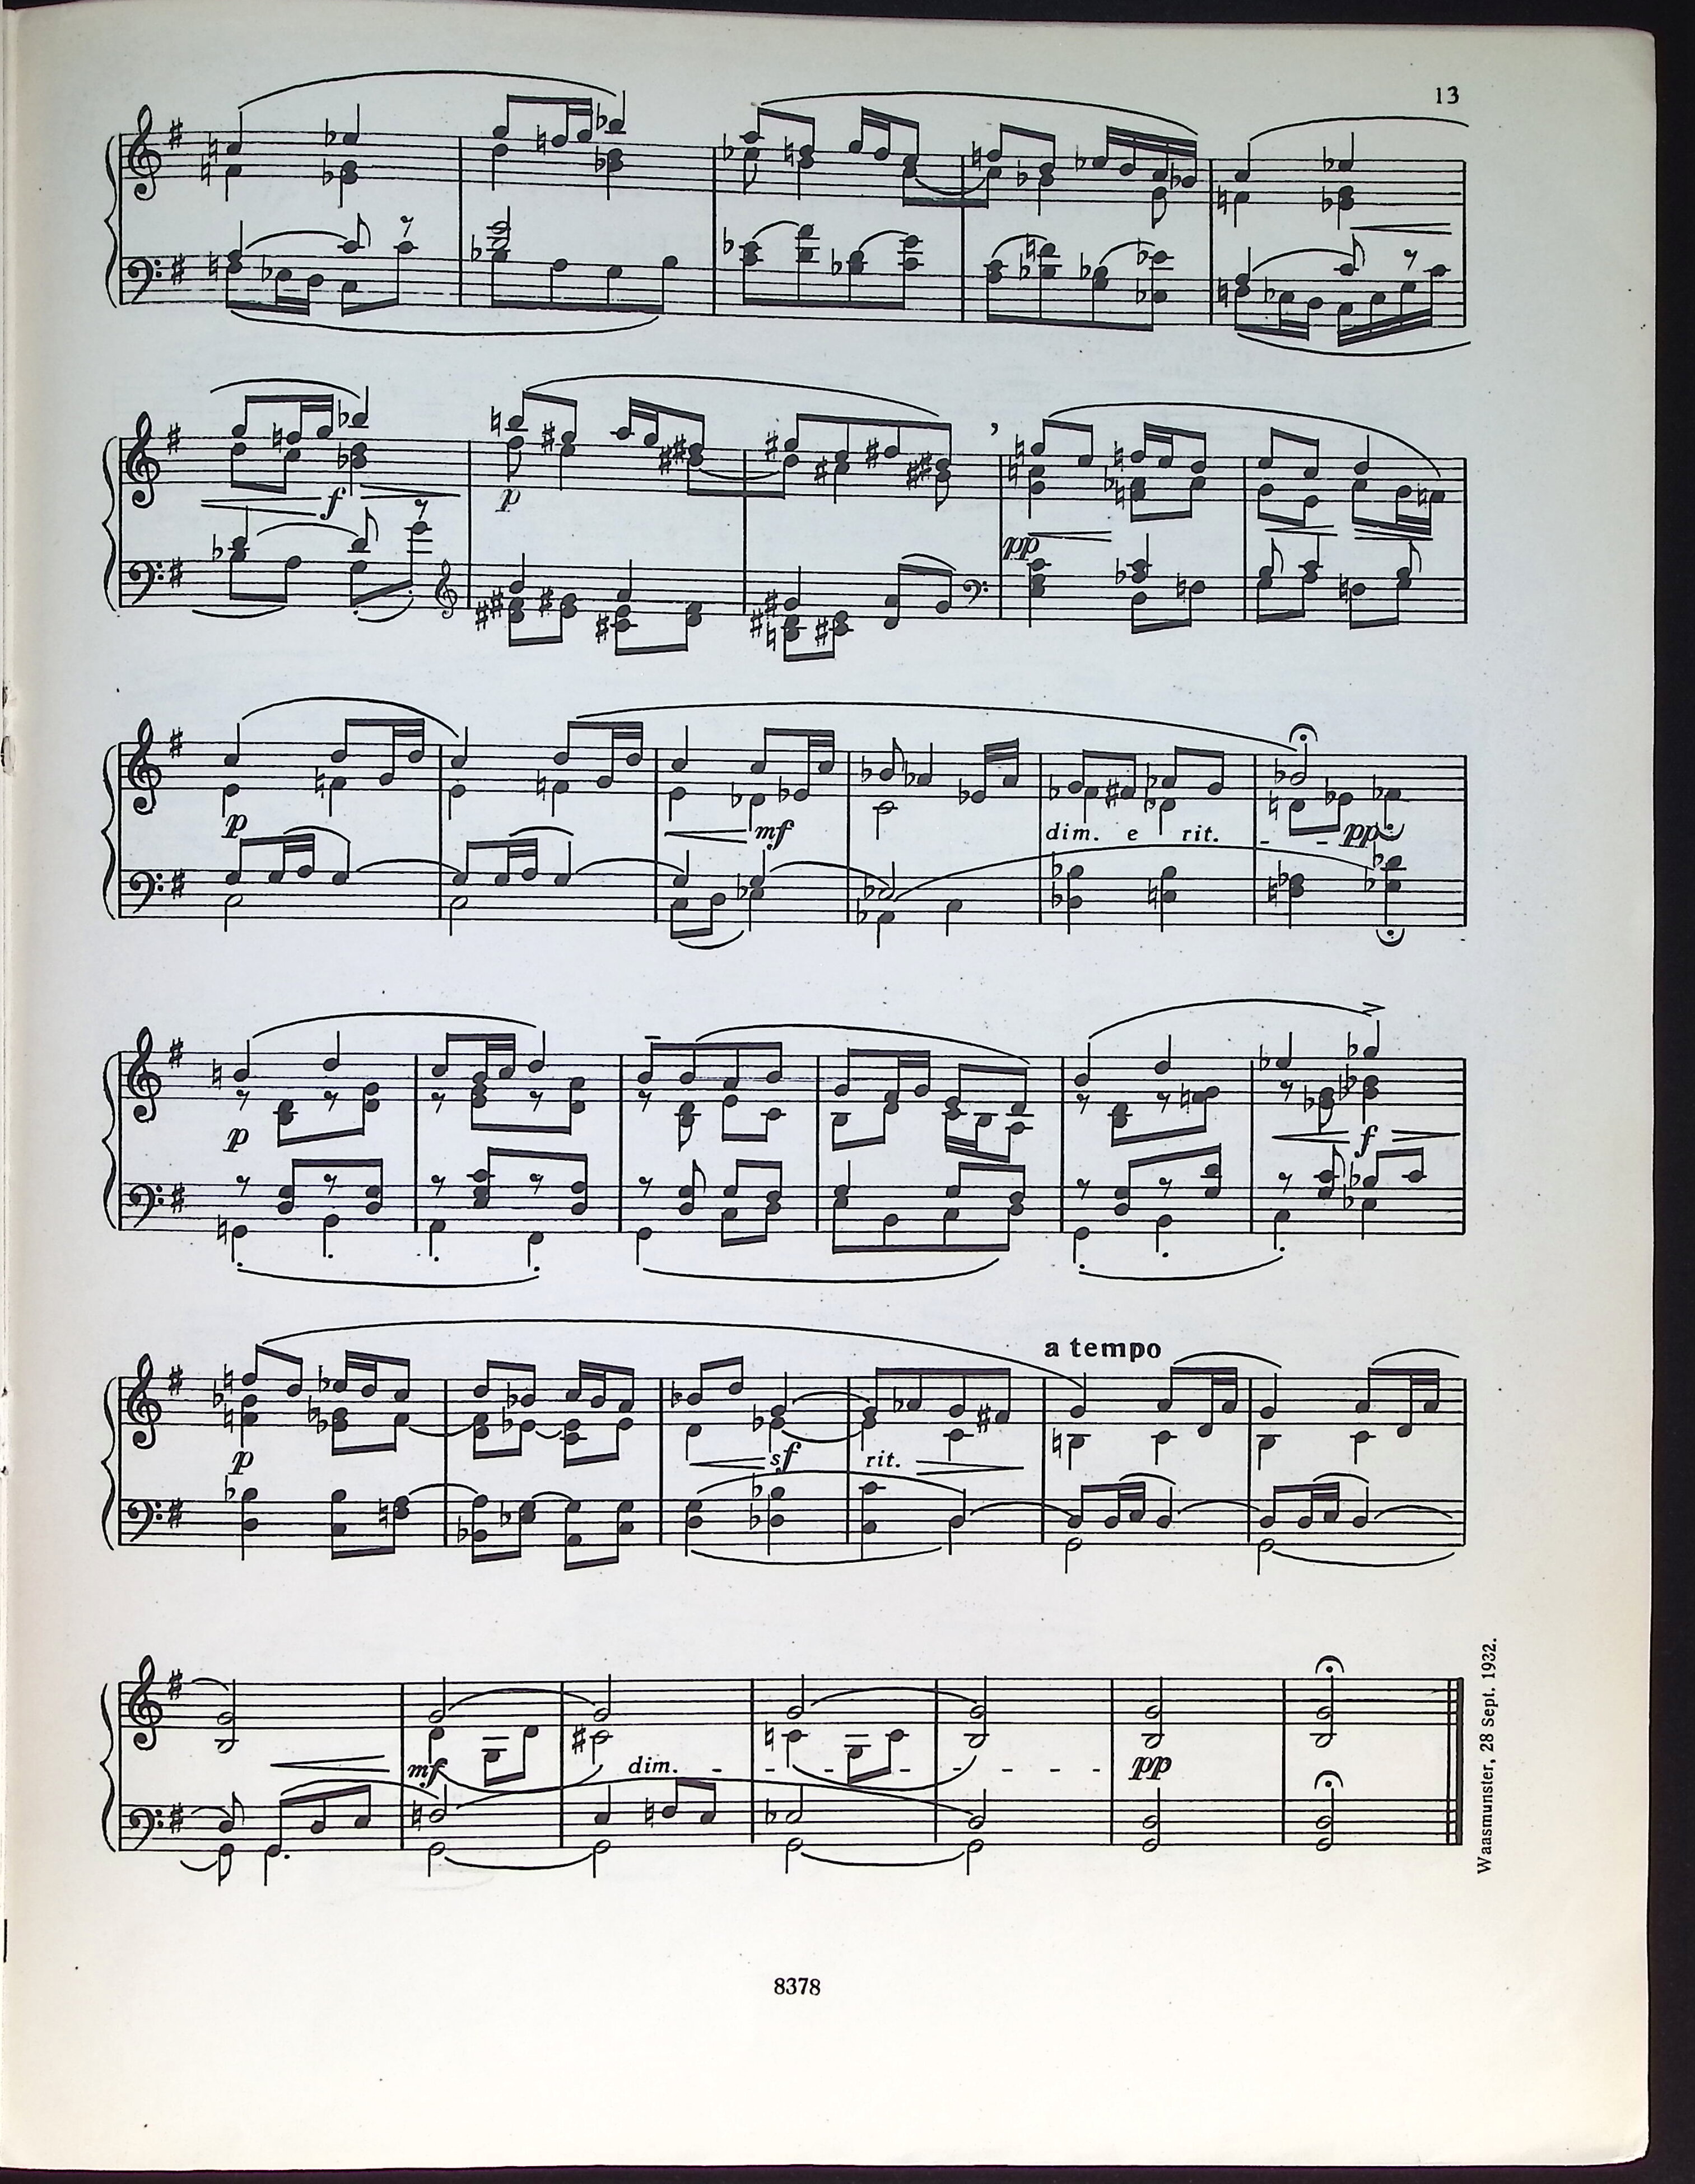 13
f
p
pp
p
mf
dim. e rit.
pp
p
f
a tempo
p
sf
rit.
mf
dim.
pp
Waasmunster, 28 Sept. 1932.
8378